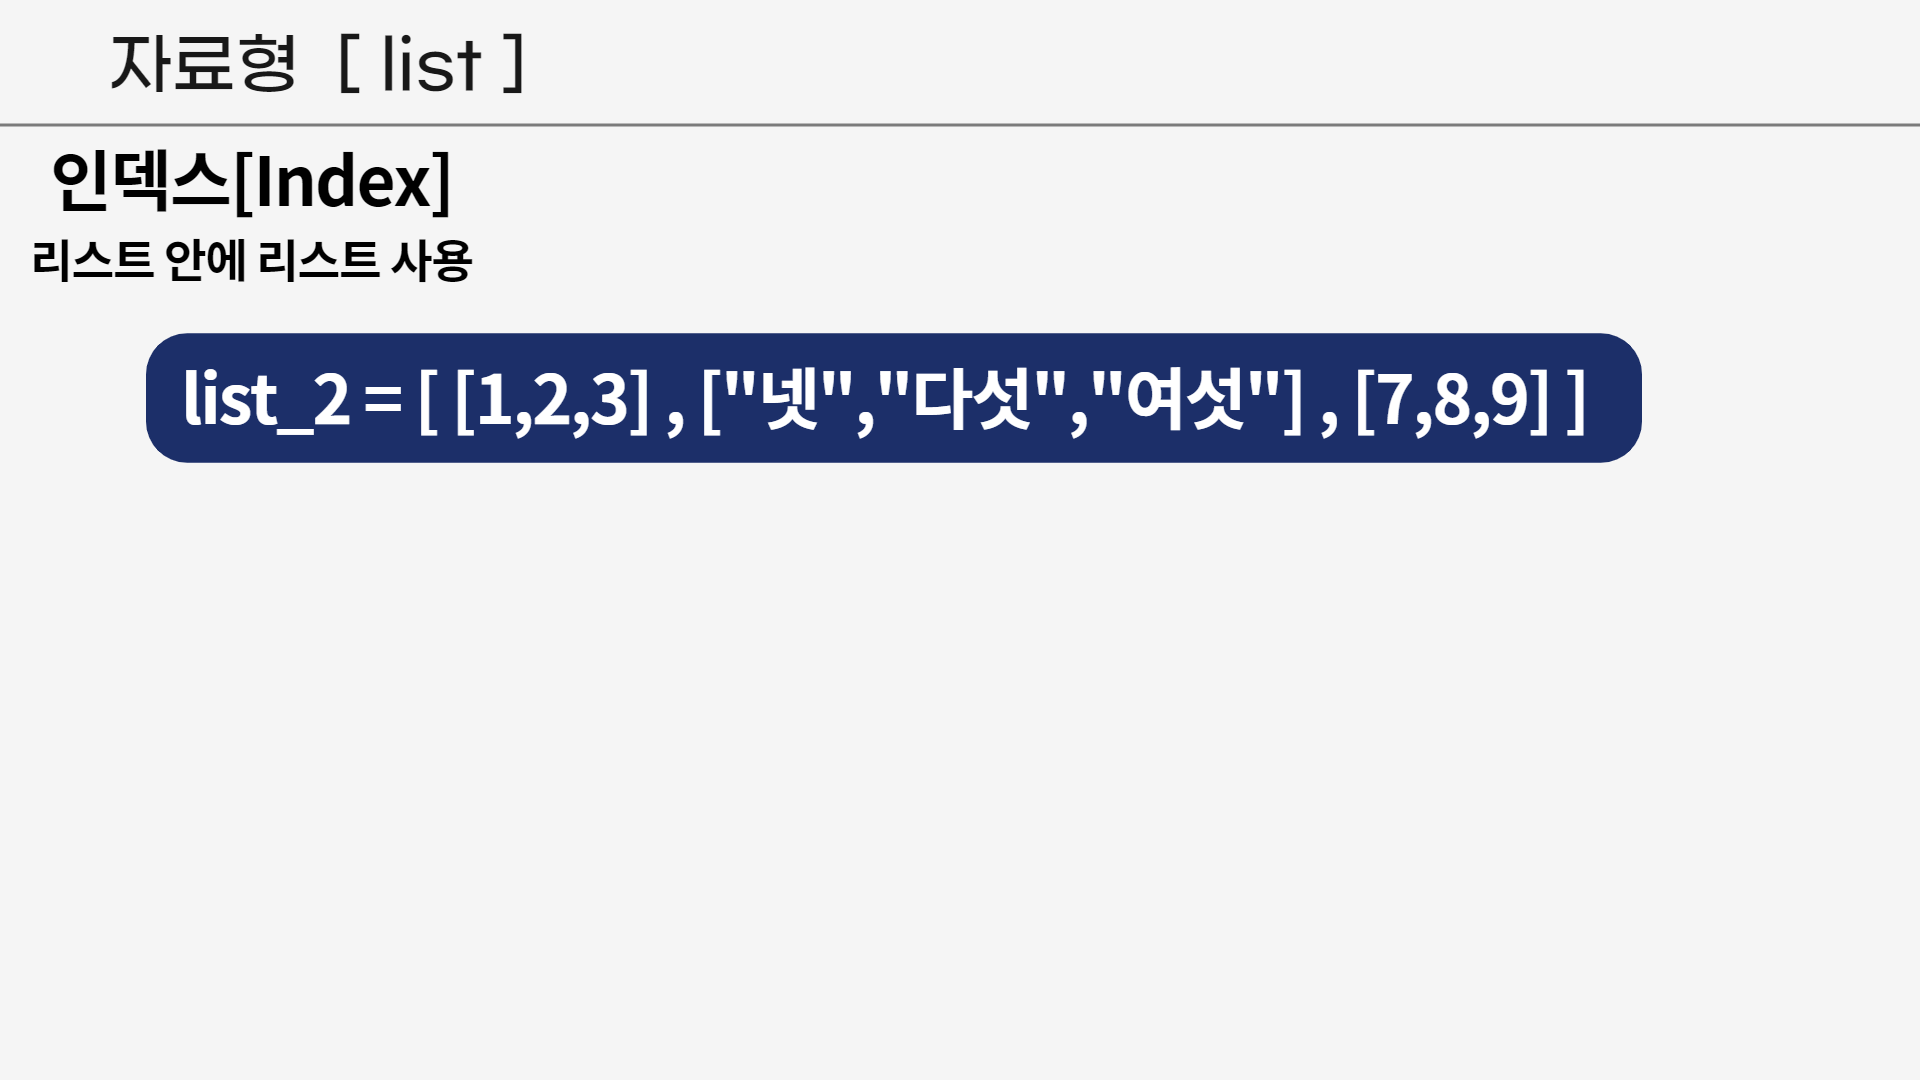 자료형 [ list ]
인덱스[Index]
리스트 안에 리스트 사용
list_2 = [ [1,2,3] , ["넷","다섯","여섯"] , [7,8,9] ]